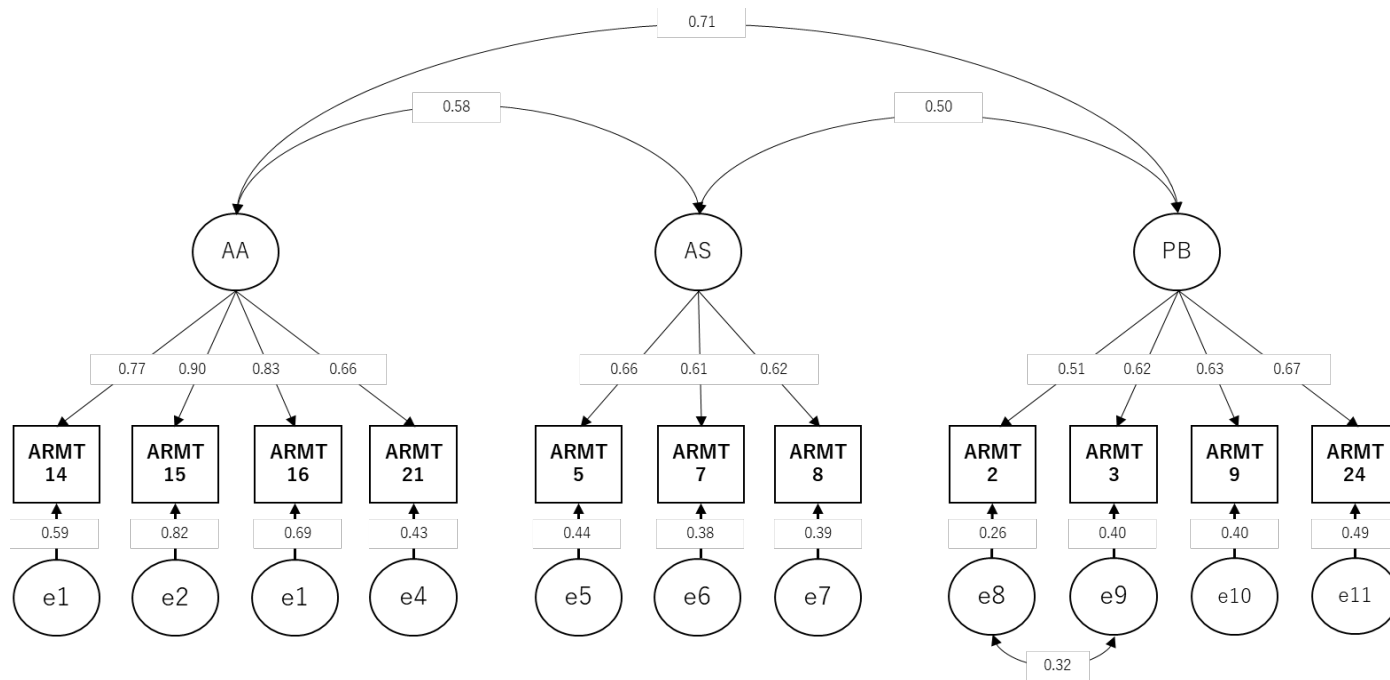 0.71
0.58 0.50
AA AS PB
0.77 0.90 0.83 0.66 0.66 0.61 0.62 0.51 0.62 0.63 0.67
ARMT ARMT ARMT ARMT ARMT ARMT ARMT ARMT ARMT ARMT ARMT
14 15 16 21 5 7 8 2 3 9 24
0.59 0.82 0.69 0.43 0.44 0.38 0.39 0.26 0.40 0.40 0.49
e1 e2 e1 e4 e5 e6 e7 e8 e9 e10 e11
0.32